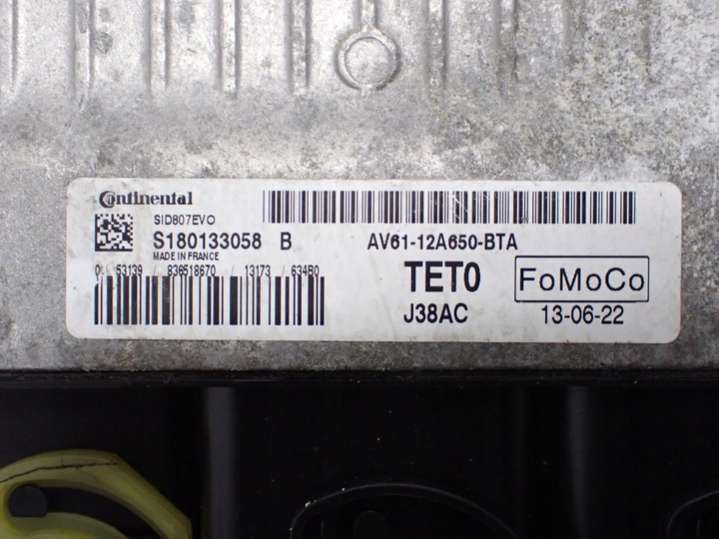 Continental
SID807EVO
S180133058 B
MADE IN FRANCE
53139 / 836518670 / 13173 / 634B0
AV61-12A650-BTA
TET0 FoMoCo
J38AC 13-06-22